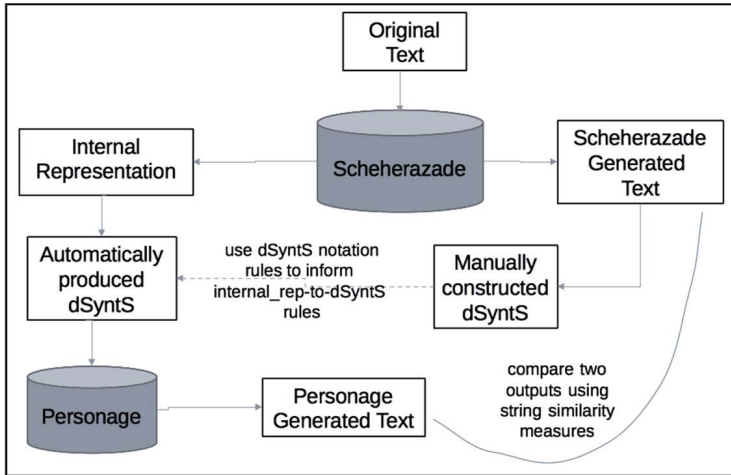 Original
Text
Scheherazade
Internal
Representation
Scheherazade
Generated
Text
Automatically
produced
dSyntS
use dSyntS notation
rules to inform
internal_rep-to-dSyntS
rules
Manually
constructed
dSyntS
Personage
Personage
Generated Text
compare two
outputs using
string similarity
measures